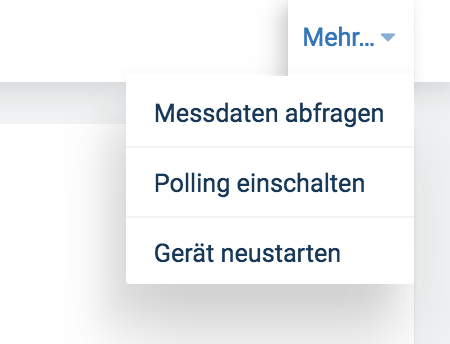 Mehr...
Messdaten abfragen
Polling einschalten
Gerät neustarten